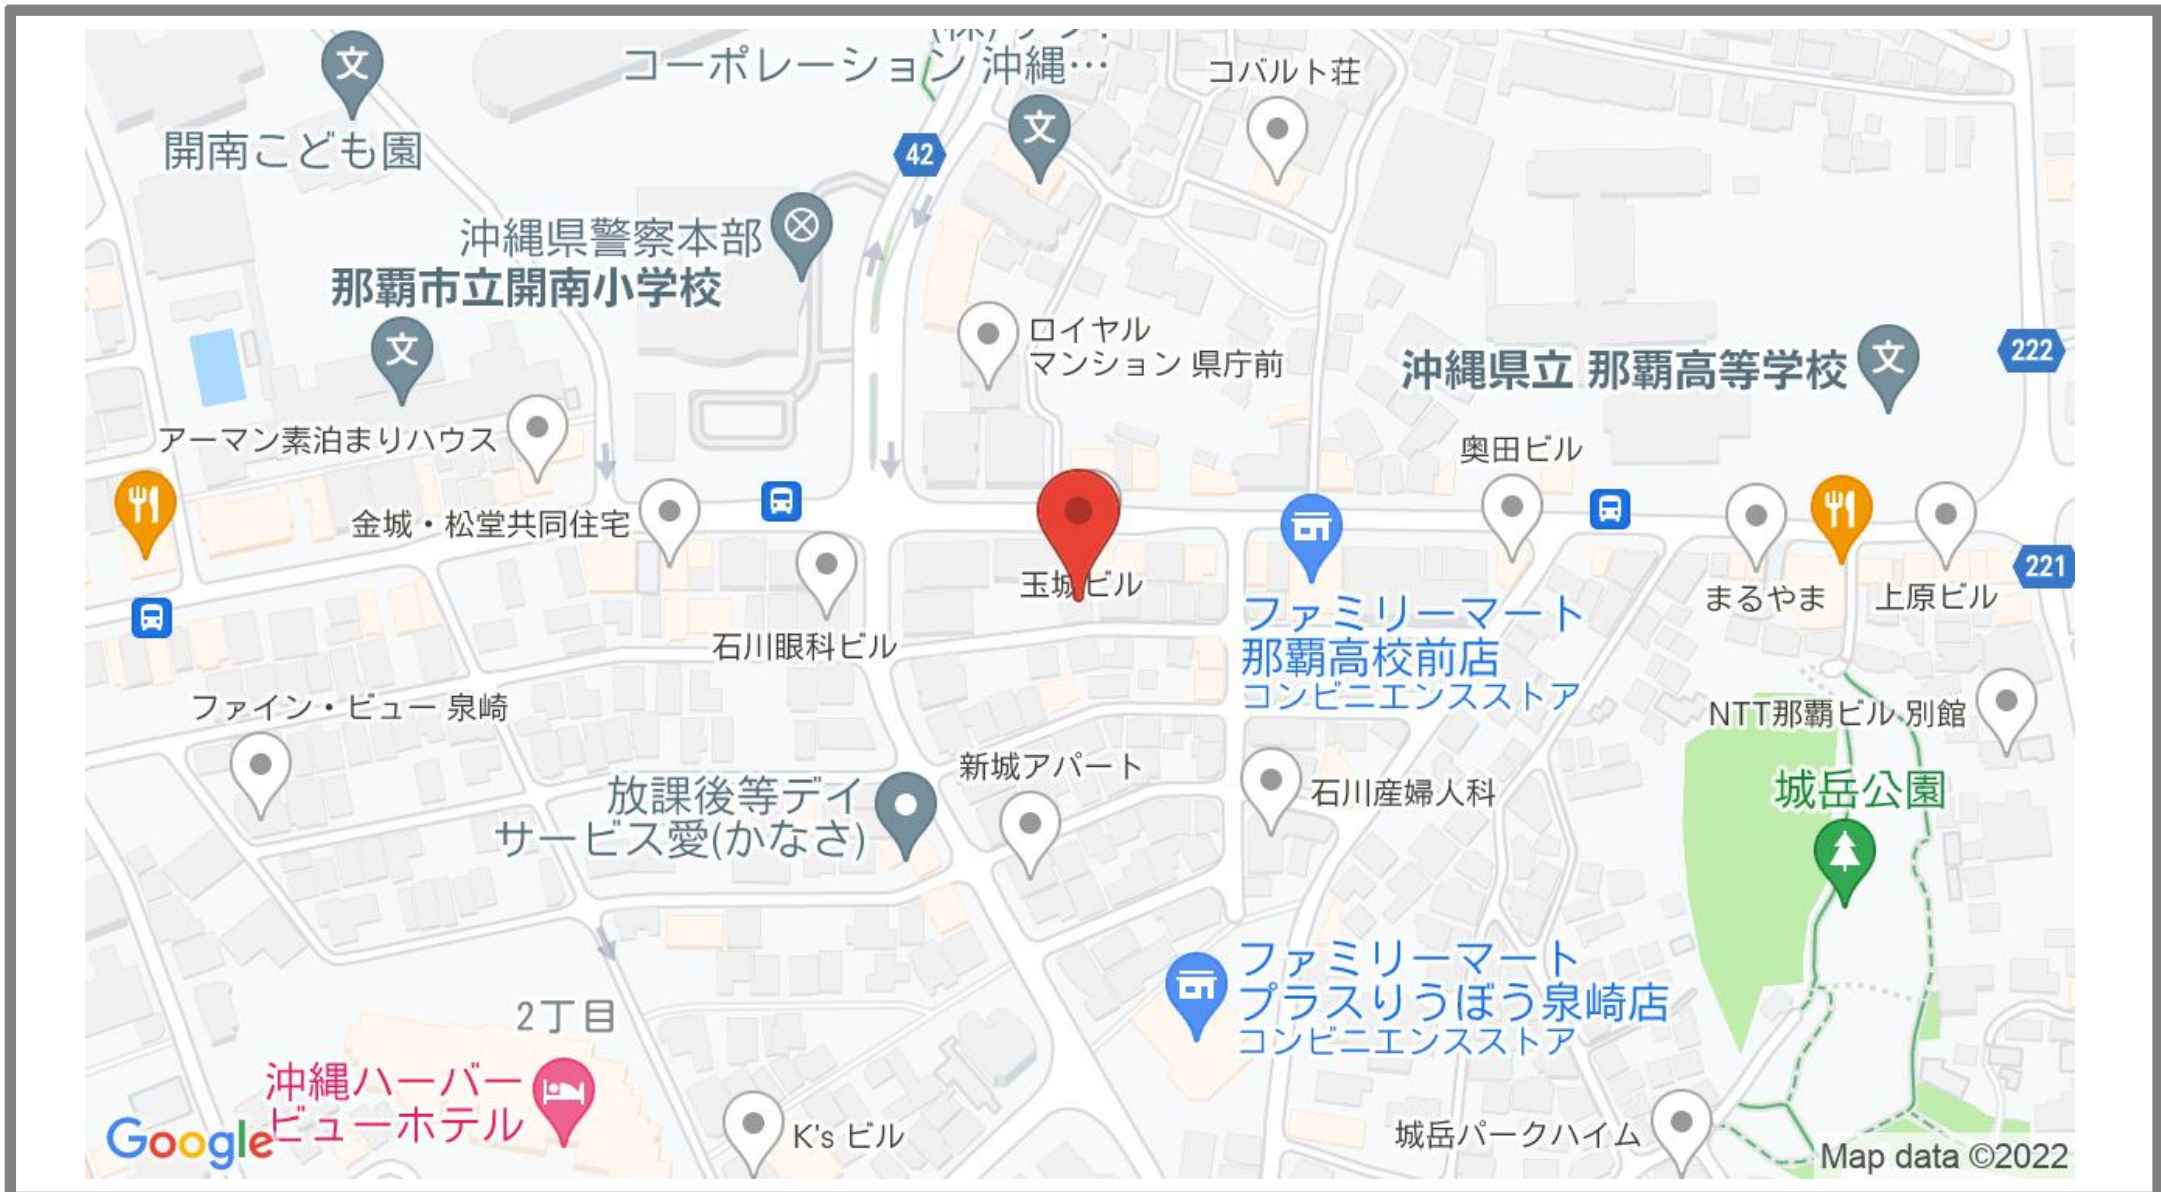 コーポレーション 沖縄…
コバルト荘
文
文
開南こども園
42
沖縄県警察本部
那覇市立開南小学校
文
ロイヤル
マンション 県庁前
沖縄県立 那覇高等学校
文
222
アーマン素泊まりハウス
奥田ビル
金城・松堂共同住宅
玉城ビル
221
石川眼科ビル
ファミリーマート
那覇高校前店
コンビニエンスストア
まるやま
上原ビル
ファイン・ビュー 泉崎
NTT那覇ビル 別館
放課後等デイ
サービス愛(かなさ)
新城アパート
石川産婦人科
城岳公園
ファミリーマート
プラスりうぼう泉崎店
コンビニエンスストア
2丁目
沖縄ハーバー
ビューホテル
Google
K's ビル
城岳パークハイム
Map data ©2022